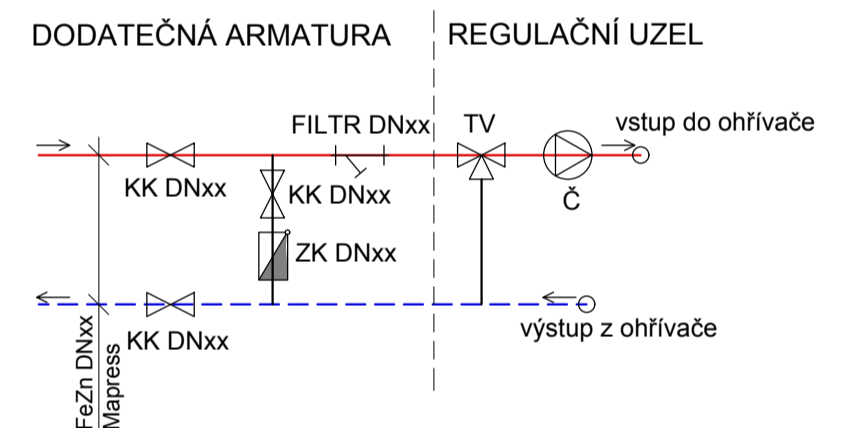 DODATEČNÁ ARMATURA
REGULAČNÍ UZEL
FILTR DNxx
TV
vstup do ohřívače
KK DNxx
KK DNxx
Č
ZK DNxx
KK DNxx
výstup z ohřívače
FeZn DNxx
Mapress